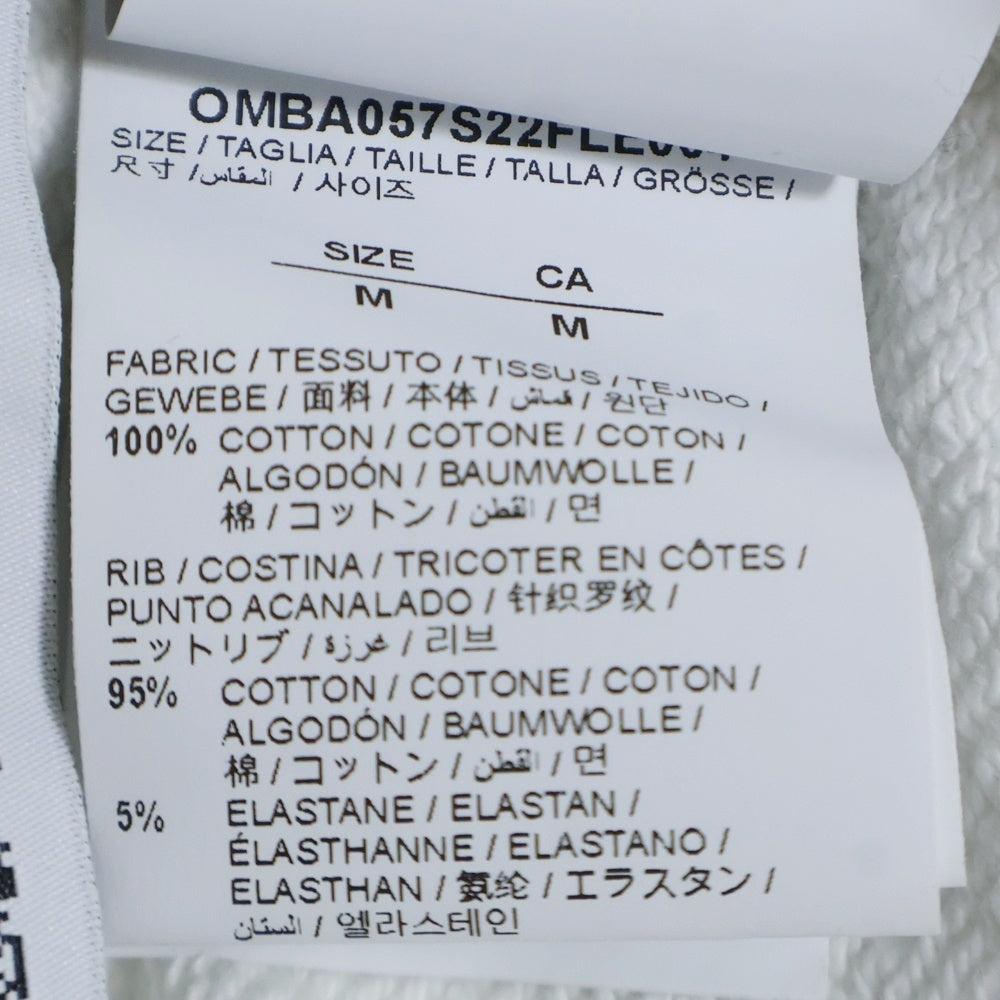 OMBA057S22FLE
SIZE / TAGLIA / TAILLE / TALLA / GRÖSSE /
尺寸 / المقاس / 사이즈
SIZE CA
M M
FABRIC / TESSUTO / TISSUS / TEJIDO /
GEWEBE / 面料 / 本体 / قماش / 원단
100% COTTON / COTONE / COTON /
ALGODÓN / BAUMWOLLE /
棉 / コットン / القطن / 면
RIB / COSTINA / TRICOTER EN CÔTES /
PUNTO ACANALADO / 针织罗纹 /
ニットリブ / غرزة / 리브
95% COTTON / COTONE / COTON /
ALGODÓN / BAUMWOLLE /
棉 / コットン / القطن / 면
5% ELASTANE / ELASTAN /
ÉLASTHANNE / ELASTANO /
ELASTHAN / 氨纶 / エラスタン /
الستان / 엘라스테인